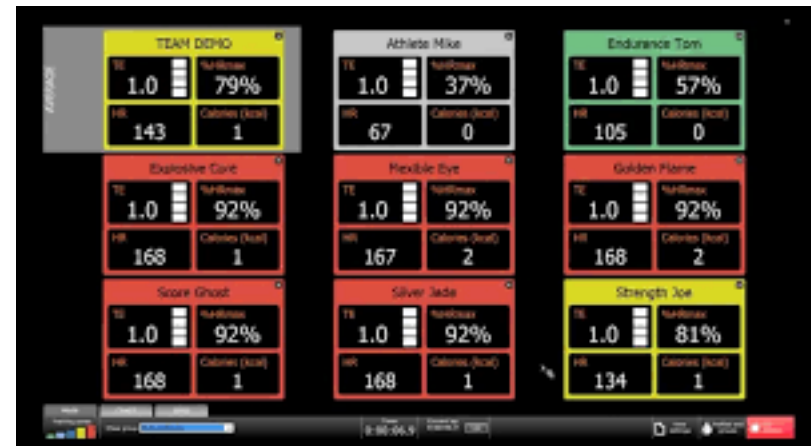 TEAM DEMO
AVERAGE
TE %HRmax
1.0 79%
HR Calories (kcal)
143 1
Athlete Mike
TE %HRmax
1.0 37%
HR Calories (kcal)
67 0
Endurance Tom
TE %HRmax
1.0 57%
HR Calories (kcal)
105 0
Explosive Cont
TE %HRmax
1.0 92%
HR Calories (kcal)
168 1
Flexible Eye
TE %HRmax
1.0 92%
HR Calories (kcal)
167 2
Golden Flame
TE %HRmax
1.0 92%
HR Calories (kcal)
168 2
Score Ghost
TE %HRmax
1.0 92%
HR Calories (kcal)
168 1
Silver Jade
TE %HRmax
1.0 92%
HR Calories (kcal)
168 1
Strength Joe
TE %HRmax
1.0 81%
HR Calories (kcal)
134 1
0:00:06.9